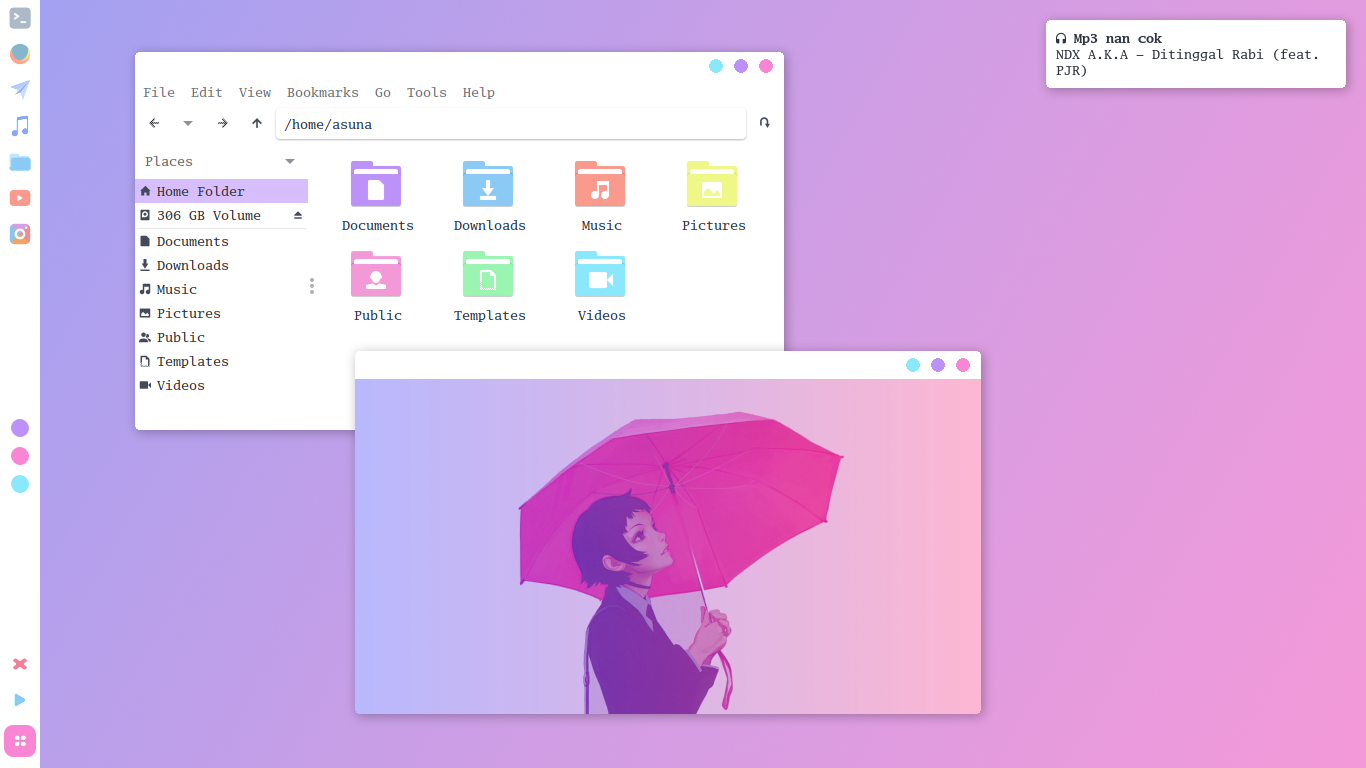 Mp3 nan cok
NDX A.K.A – Ditinggal Rabi (feat.
PJR)
File Edit View Bookmarks Go Tools Help
/home/asuna
Places
Home Folder
306 GB Volume
Documents
Downloads
Music
Pictures
Public
Templates
Videos
Documents Downloads Music Pictures
Public Templates Videos